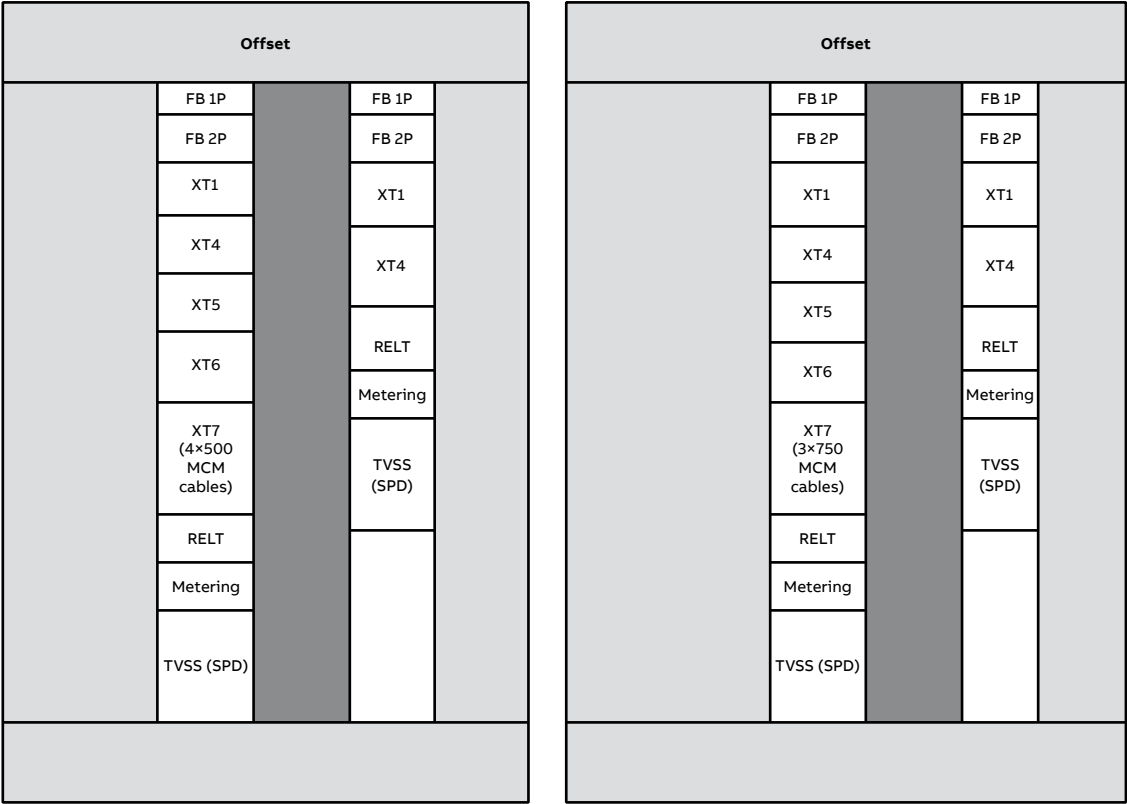 Offset
FB 1P
FB 2P
XT1
XT4
XT5
XT6
XT7
(4×500
MCM
cables)
RELT
Metering
TVSS (SPD)
FB 1P
FB 2P
XT1
XT4
RELT
Metering
TVSS
(SPD)
Offset
FB 1P
FB 2P
XT1
XT4
XT5
XT6
XT7
(3×750
MCM
cables)
RELT
Metering
TVSS (SPD)
FB 1P
FB 2P
XT1
XT4
RELT
Metering
TVSS
(SPD)